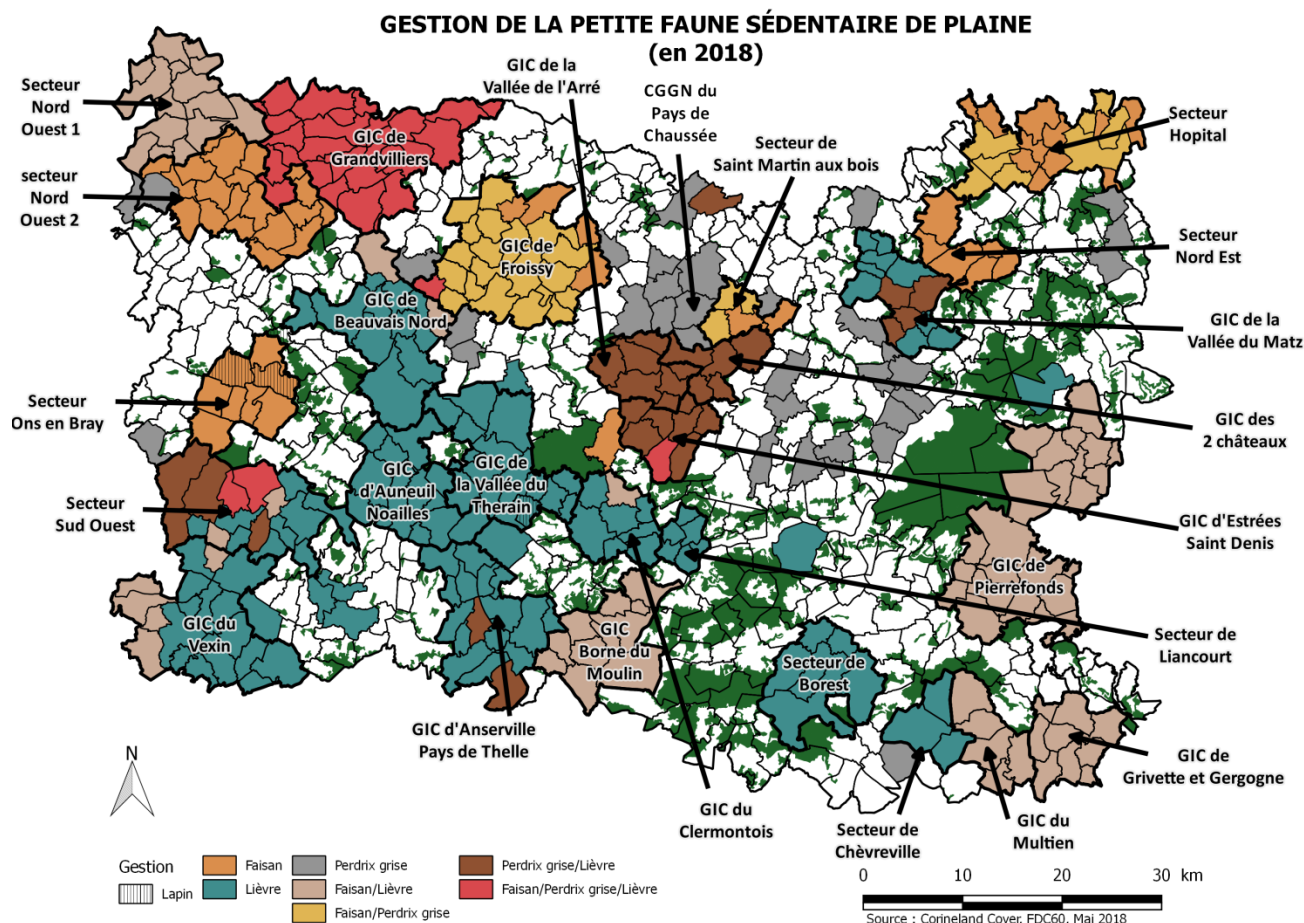 GESTION DE LA PETITE FAUNE SÉDENTAIRE DE PLAINE
(en 2018)
Secteur
Nord
Ouest 1
GIC de la
Vallée de l'Arré
CGGN du
Pays de
Chaussée
Secteur de
Saint Martin aux bois
Secteur
Hopital
GIC de
Grandvilliers
secteur
Nord
Ouest 2
GIC de
Froissy
Secteur
Nord Est
GIC de
Beauvais Nord
GIC de la
Vallée du Matz
Secteur
Ons en Bray
GIC des
2 châteaux
GIC
d'Auneuil
Noailles
GIC de
la Vallée du
Therain
Secteur
Sud Ouest
GIC d'Estrées
Saint Denis
GIC de
Pierrefonds
GIC du
Vexin
GIC
Borne du
Moulin
Secteur de
Borest
Secteur de
Liancourt
GIC d'Anserville
Pays de Thelle
GIC de
Grivette et Gergogne
GIC du
Clermontois
Secteur de
Chèvreville
GIC du
Multien
N
Gestion
Lapin
Faisan
Lièvre
Perdrix grise
Faisan/Lièvre
Faisan/Perdrix grise
Perdrix grise/Lièvre
Faisan/Perdrix grise/Lièvre
0 10 20 30 km
Source : Corineland Cover, FDC60, Mai 2018